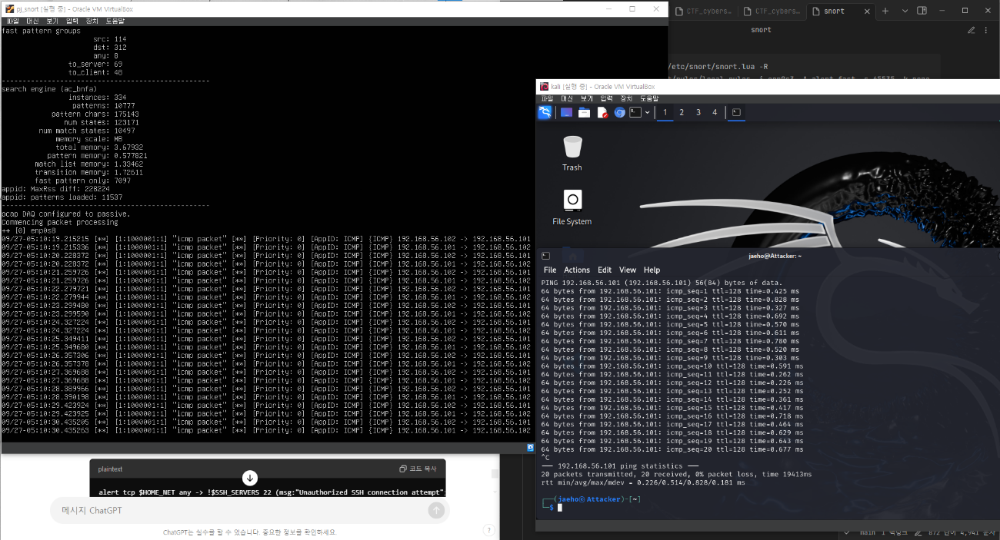 pj_snort [실행 중] - Oracle VM VirtualBox
파일 머신 보기 입력 장치 도움말
fast pattern groups
src: 114
dst: 312
any: 8
to_server: 69
to_client: 48
search engine (ac_bnfa)
instances: 334
patterns: 10777
pattern chars: 175143
num states: 123171
num match states: 10497
memory scale: MB
total memory: 3.67932
pattern memory: 0.577821
match list memory: 1.33462
transition memory: 1.72611
fast pattern only: 7097
appid: MaxRss diff: 228224
appid: patterns loaded: 11537
pcap DAQ configured to passive.
Commencing packet processing
++ [0] enp0s8
09/27-05:10:19.215215 [**] [1:1000001:1] "icmp packet" [**] [Priority: 0] [AppID: ICMP] {ICMP} 192.168.56.102 -> 192.168.56.101
09/27-05:10:19.215336 [**] [1:1000001:1] "icmp packet" [**] [Priority: 0] [AppID: ICMP] {ICMP} 192.168.56.101 -> 192.168.56.102
09/27-05:10:20.228372 [**] [1:1000001:1] "icmp packet" [**] [Priority: 0] [AppID: ICMP] {ICMP} 192.168.56.102 -> 192.168.56.101
09/27-05:10:20.228372 [**] [1:1000001:1] "icmp packet" [**] [Priority: 0] [AppID: ICMP] {ICMP} 192.168.56.101 -> 192.168.56.102
09/27-05:10:21.259726 [**] [1:1000001:1] "icmp packet" [**] [Priority: 0] [AppID: ICMP] {ICMP} 192.168.56.102 -> 192.168.56.101
09/27-05:10:21.259726 [**] [1:1000001:1] "icmp packet" [**] [Priority: 0] [AppID: ICMP] {ICMP} 192.168.56.101 -> 192.168.56.102
09/27-05:10:22.279721 [**] [1:1000001:1] "icmp packet" [**] [Priority: 0] [AppID: ICMP] {ICMP} 192.168.56.102 -> 192.168.56.101
09/27-05:10:22.279944 [**] [1:1000001:1] "icmp packet" [**] [Priority: 0] [AppID: ICMP] {ICMP} 192.168.56.101 -> 192.168.56.102
09/27-05:10:23.299480 [**] [1:1000001:1] "icmp packet" [**] [Priority: 0] [AppID: ICMP] {ICMP} 192.168.56.102 -> 192.168.56.101
09/27-05:10:23.299590 [**] [1:1000001:1] "icmp packet" [**] [Priority: 0] [AppID: ICMP] {ICMP} 192.168.56.101 -> 192.168.56.102
09/27-05:10:24.327224 [**] [1:1000001:1] "icmp packet" [**] [Priority: 0] [AppID: ICMP] {ICMP} 192.168.56.102 -> 192.168.56.101
09/27-05:10:24.327224 [**] [1:1000001:1] "icmp packet" [**] [Priority: 0] [AppID: ICMP] {ICMP} 192.168.56.101 -> 192.168.56.102
09/27-05:10:25.349411 [**] [1:1000001:1] "icmp packet" [**] [Priority: 0] [AppID: ICMP] {ICMP} 192.168.56.102 -> 192.168.56.101
09/27-05:10:25.349680 [**] [1:1000001:1] "icmp packet" [**] [Priority: 0] [AppID: ICMP] {ICMP} 192.168.56.101 -> 192.168.56.102
09/27-05:10:26.357306 [**] [1:1000001:1] "icmp packet" [**] [Priority: 0] [AppID: ICMP] {ICMP} 192.168.56.102 -> 192.168.56.101
09/27-05:10:26.357378 [**] [1:1000001:1] "icmp packet" [**] [Priority: 0] [AppID: ICMP] {ICMP} 192.168.56.101 -> 192.168.56.102
09/27-05:10:27.369688 [**] [1:1000001:1] "icmp packet" [**] [Priority: 0] [AppID: ICMP] {ICMP} 192.168.56.102 -> 192.168.56.101
09/27-05:10:27.369688 [**] [1:1000001:1] "icmp packet" [**] [Priority: 0] [AppID: ICMP] {ICMP} 192.168.56.101 -> 192.168.56.102
09/27-05:10:28.389966 [**] [1:1000001:1] "icmp packet" [**] [Priority: 0] [AppID: ICMP] {ICMP} 192.168.56.102 -> 192.168.56.101
09/27-05:10:28.390198 [**] [1:1000001:1] "icmp packet" [**] [Priority: 0] [AppID: ICMP] {ICMP} 192.168.56.101 -> 192.168.56.102
09/27-05:10:29.423924 [**] [1:1000001:1] "icmp packet" [**] [Priority: 0] [AppID: ICMP] {ICMP} 192.168.56.102 -> 192.168.56.101
09/27-05:10:29.423925 [**] [1:1000001:1] "icmp packet" [**] [Priority: 0] [AppID: ICMP] {ICMP} 192.168.56.101 -> 192.168.56.102
09/27-05:10:30.435205 [**] [1:1000001:1] "icmp packet" [**] [Priority: 0] [AppID: ICMP] {ICMP} 192.168.56.102 -> 192.168.56.101
09/27-05:10:30.435263 [**] [1:1000001:1] "icmp packet" [**] [Priority: 0] [AppID: ICMP] {ICMP} 192.168.56.101 -> 192.168.56.102
plaintext 코드 복사
alert tcp $HOME_NET any -> !$SSH_SERVERS 22 (msg:"Unauthorized SSH connection attempt";
메시지 ChatGPT
ChatGPT는 실수를 할 수 있습니다. 중요한 정보를 확인하세요.
?
CTF_cybers... CTF_cybers... snort
snort
/etc/snort/snort.lua -R
kali [실행 중] - Oracle VM VirtualBox
파일 머신 보기 입력 장치 도움말
1 2 3 4
Trash
File System
jaeho@Attacker: ~
File Actions Edit View Help
PING 192.168.56.101 (192.168.56.101) 56(84) bytes of data.
64 bytes from 192.168.56.101: icmp_seq=1 ttl=128 time=0.425 ms
64 bytes from 192.168.56.101: icmp_seq=2 ttl=128 time=0.828 ms
64 bytes from 192.168.56.101: icmp_seq=3 ttl=128 time=0.327 ms
64 bytes from 192.168.56.101: icmp_seq=4 ttl=128 time=0.692 ms
64 bytes from 192.168.56.101: icmp_seq=5 ttl=128 time=0.570 ms
64 bytes from 192.168.56.101: icmp_seq=6 ttl=128 time=0.611 ms
64 bytes from 192.168.56.101: icmp_seq=7 ttl=128 time=0.780 ms
64 bytes from 192.168.56.101: icmp_seq=8 ttl=128 time=0.520 ms
64 bytes from 192.168.56.101: icmp_seq=9 ttl=128 time=0.303 ms
64 bytes from 192.168.56.101: icmp_seq=10 ttl=128 time=0.591 ms
64 bytes from 192.168.56.101: icmp_seq=11 ttl=128 time=0.262 ms
64 bytes from 192.168.56.101: icmp_seq=12 ttl=128 time=0.226 ms
64 bytes from 192.168.56.101: icmp_seq=13 ttl=128 time=0.252 ms
64 bytes from 192.168.56.101: icmp_seq=14 ttl=128 time=0.361 ms
64 bytes from 192.168.56.101: icmp_seq=15 ttl=128 time=0.417 ms
64 bytes from 192.168.56.101: icmp_seq=16 ttl=128 time=0.718 ms
64 bytes from 192.168.56.101: icmp_seq=17 ttl=128 time=0.464 ms
64 bytes from 192.168.56.101: icmp_seq=18 ttl=128 time=0.629 ms
64 bytes from 192.168.56.101: icmp_seq=19 ttl=128 time=0.643 ms
64 bytes from 192.168.56.101: icmp_seq=20 ttl=128 time=0.677 ms
^C
--- 192.168.56.101 ping statistics ---
20 packets transmitted, 20 received, 0% packet loss, time 19413ms
rtt min/avg/max/mdev = 0.226/0.514/0.828/0.181 ms
(jaeho㉿Attacker)-[~]
$